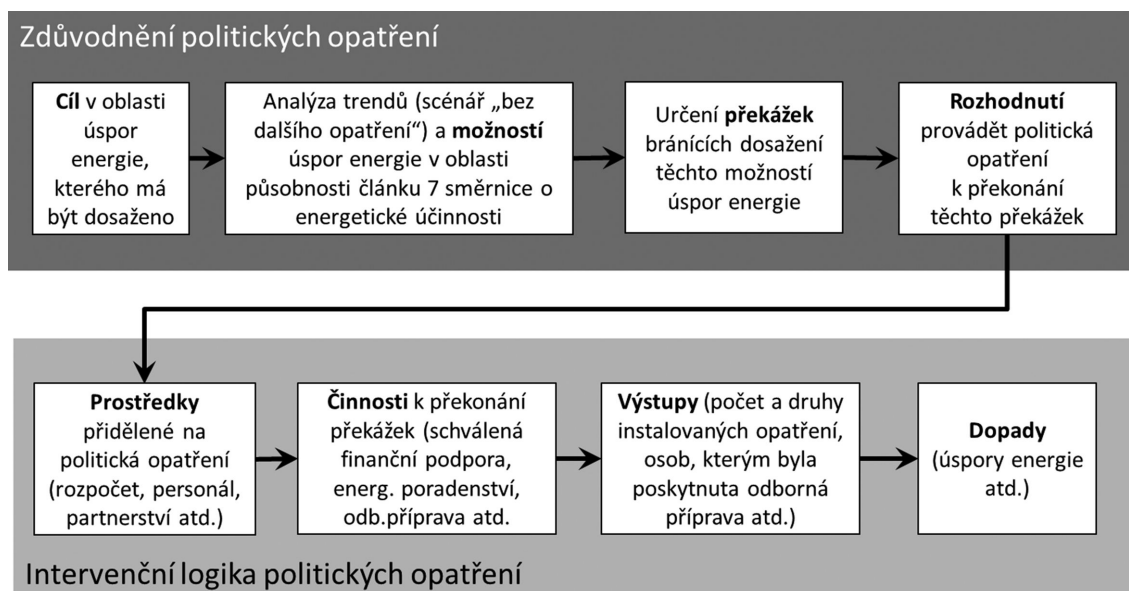 Zdůvodnění politických opatření
Cíl v oblasti
úspor
energie,
kterého má
být dosaženo
Analýza trendů (scénář „bez
dalšího opatření“) a možností
úspor energie v oblasti
působnosti článku 7 směrnice o
energetické účinnosti
Určení překážek
bránících dosažení
těchto možností
úspor energie
Rozhodnutí
provádět politická
opatření
k překonání
těchto překážek
Prostředky
přidělené na
politická opatření
(rozpočet, personál,
partnerství atd.)
Činnosti k překonání
překážek (schválená
finanční podpora,
energ. poradenství,
odb.příprava atd.
Výstupy (počet a druhy
instalovaných opatření,
osob, kterým byla
poskytnuta odborná
příprava atd.)
Dopady
(úspory energie
atd.)
Intervenční logika politických opatření